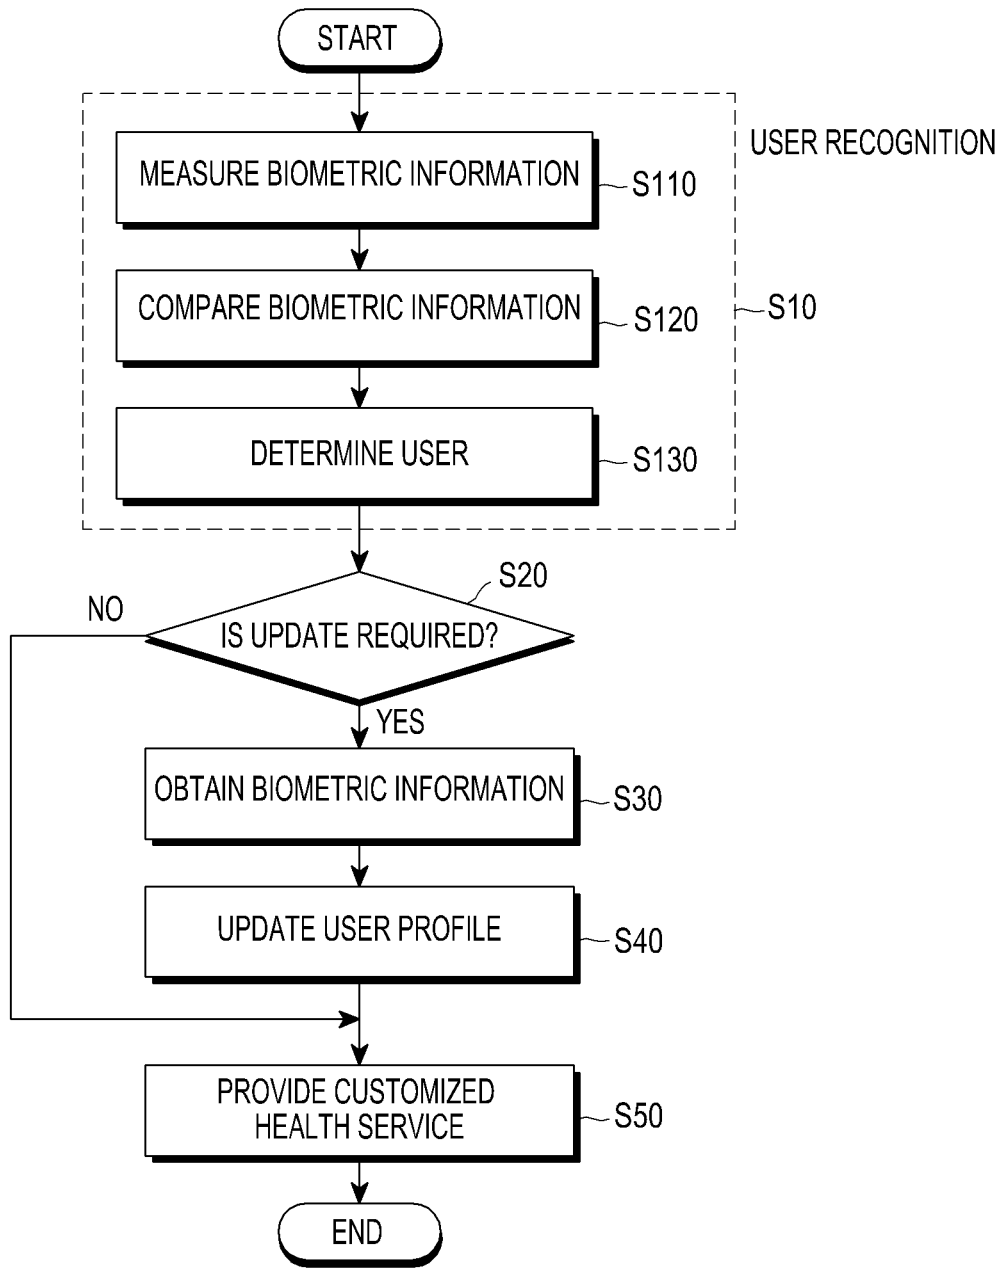 START
USER RECOGNITION
MEASURE BIOMETRIC INFORMATION
S110
COMPARE BIOMETRIC INFORMATION
S120
S10
DETERMINE USER
S130
S20
NO
IS UPDATE REQUIRED?
YES
OBTAIN BIOMETRIC INFORMATION
S30
UPDATE USER PROFILE
S40
PROVIDE CUSTOMIZED
HEALTH SERVICE
S50
END